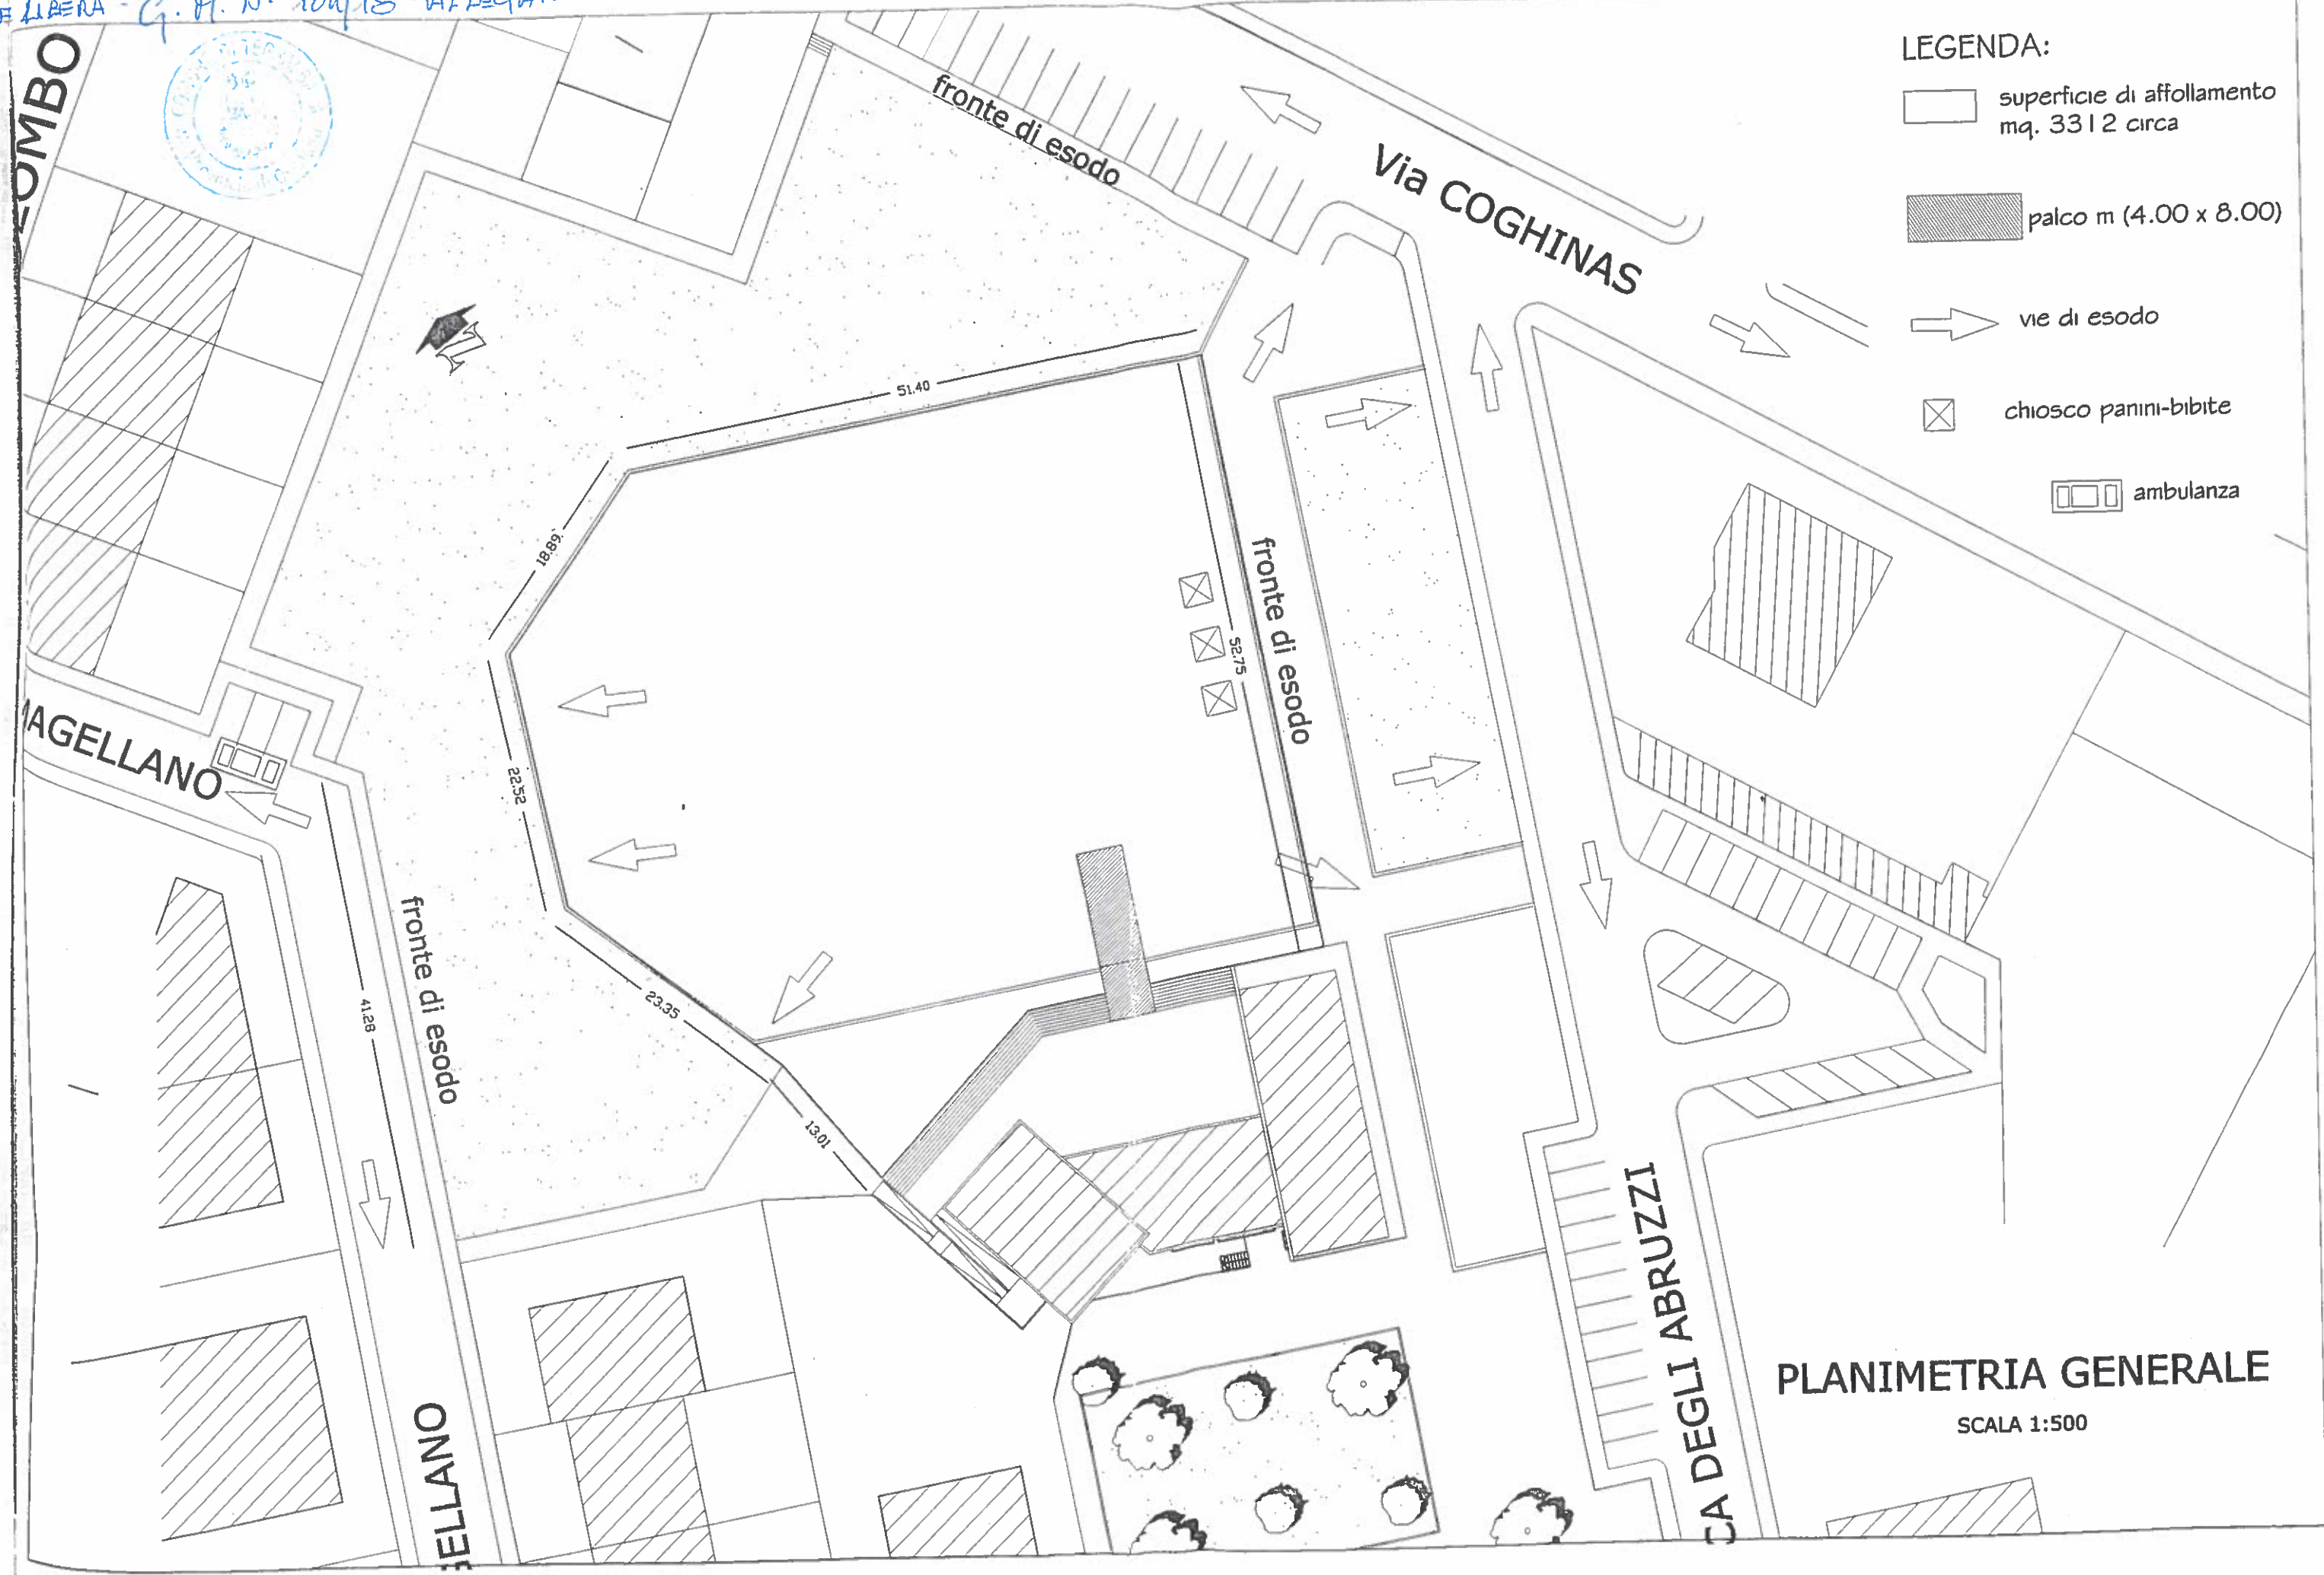 LIBERA - G. M. N.
LEGENDA:
superficie di affollamento
mq. 3312 circa
palco m (4.00 x 8.00)
vie di esodo
chiosco panini-bibite
ambulanza
fronte di esodo
Via COGHINAS
N
51.40
18.89
52.75
fronte di esodo
22.52
AGELLANO
41.28
fronte di esodo
23.35
13.01
ELLANO
CA DEGLI ABRUZZI
PLANIMETRIA GENERALE
SCALA 1:500
OMBO